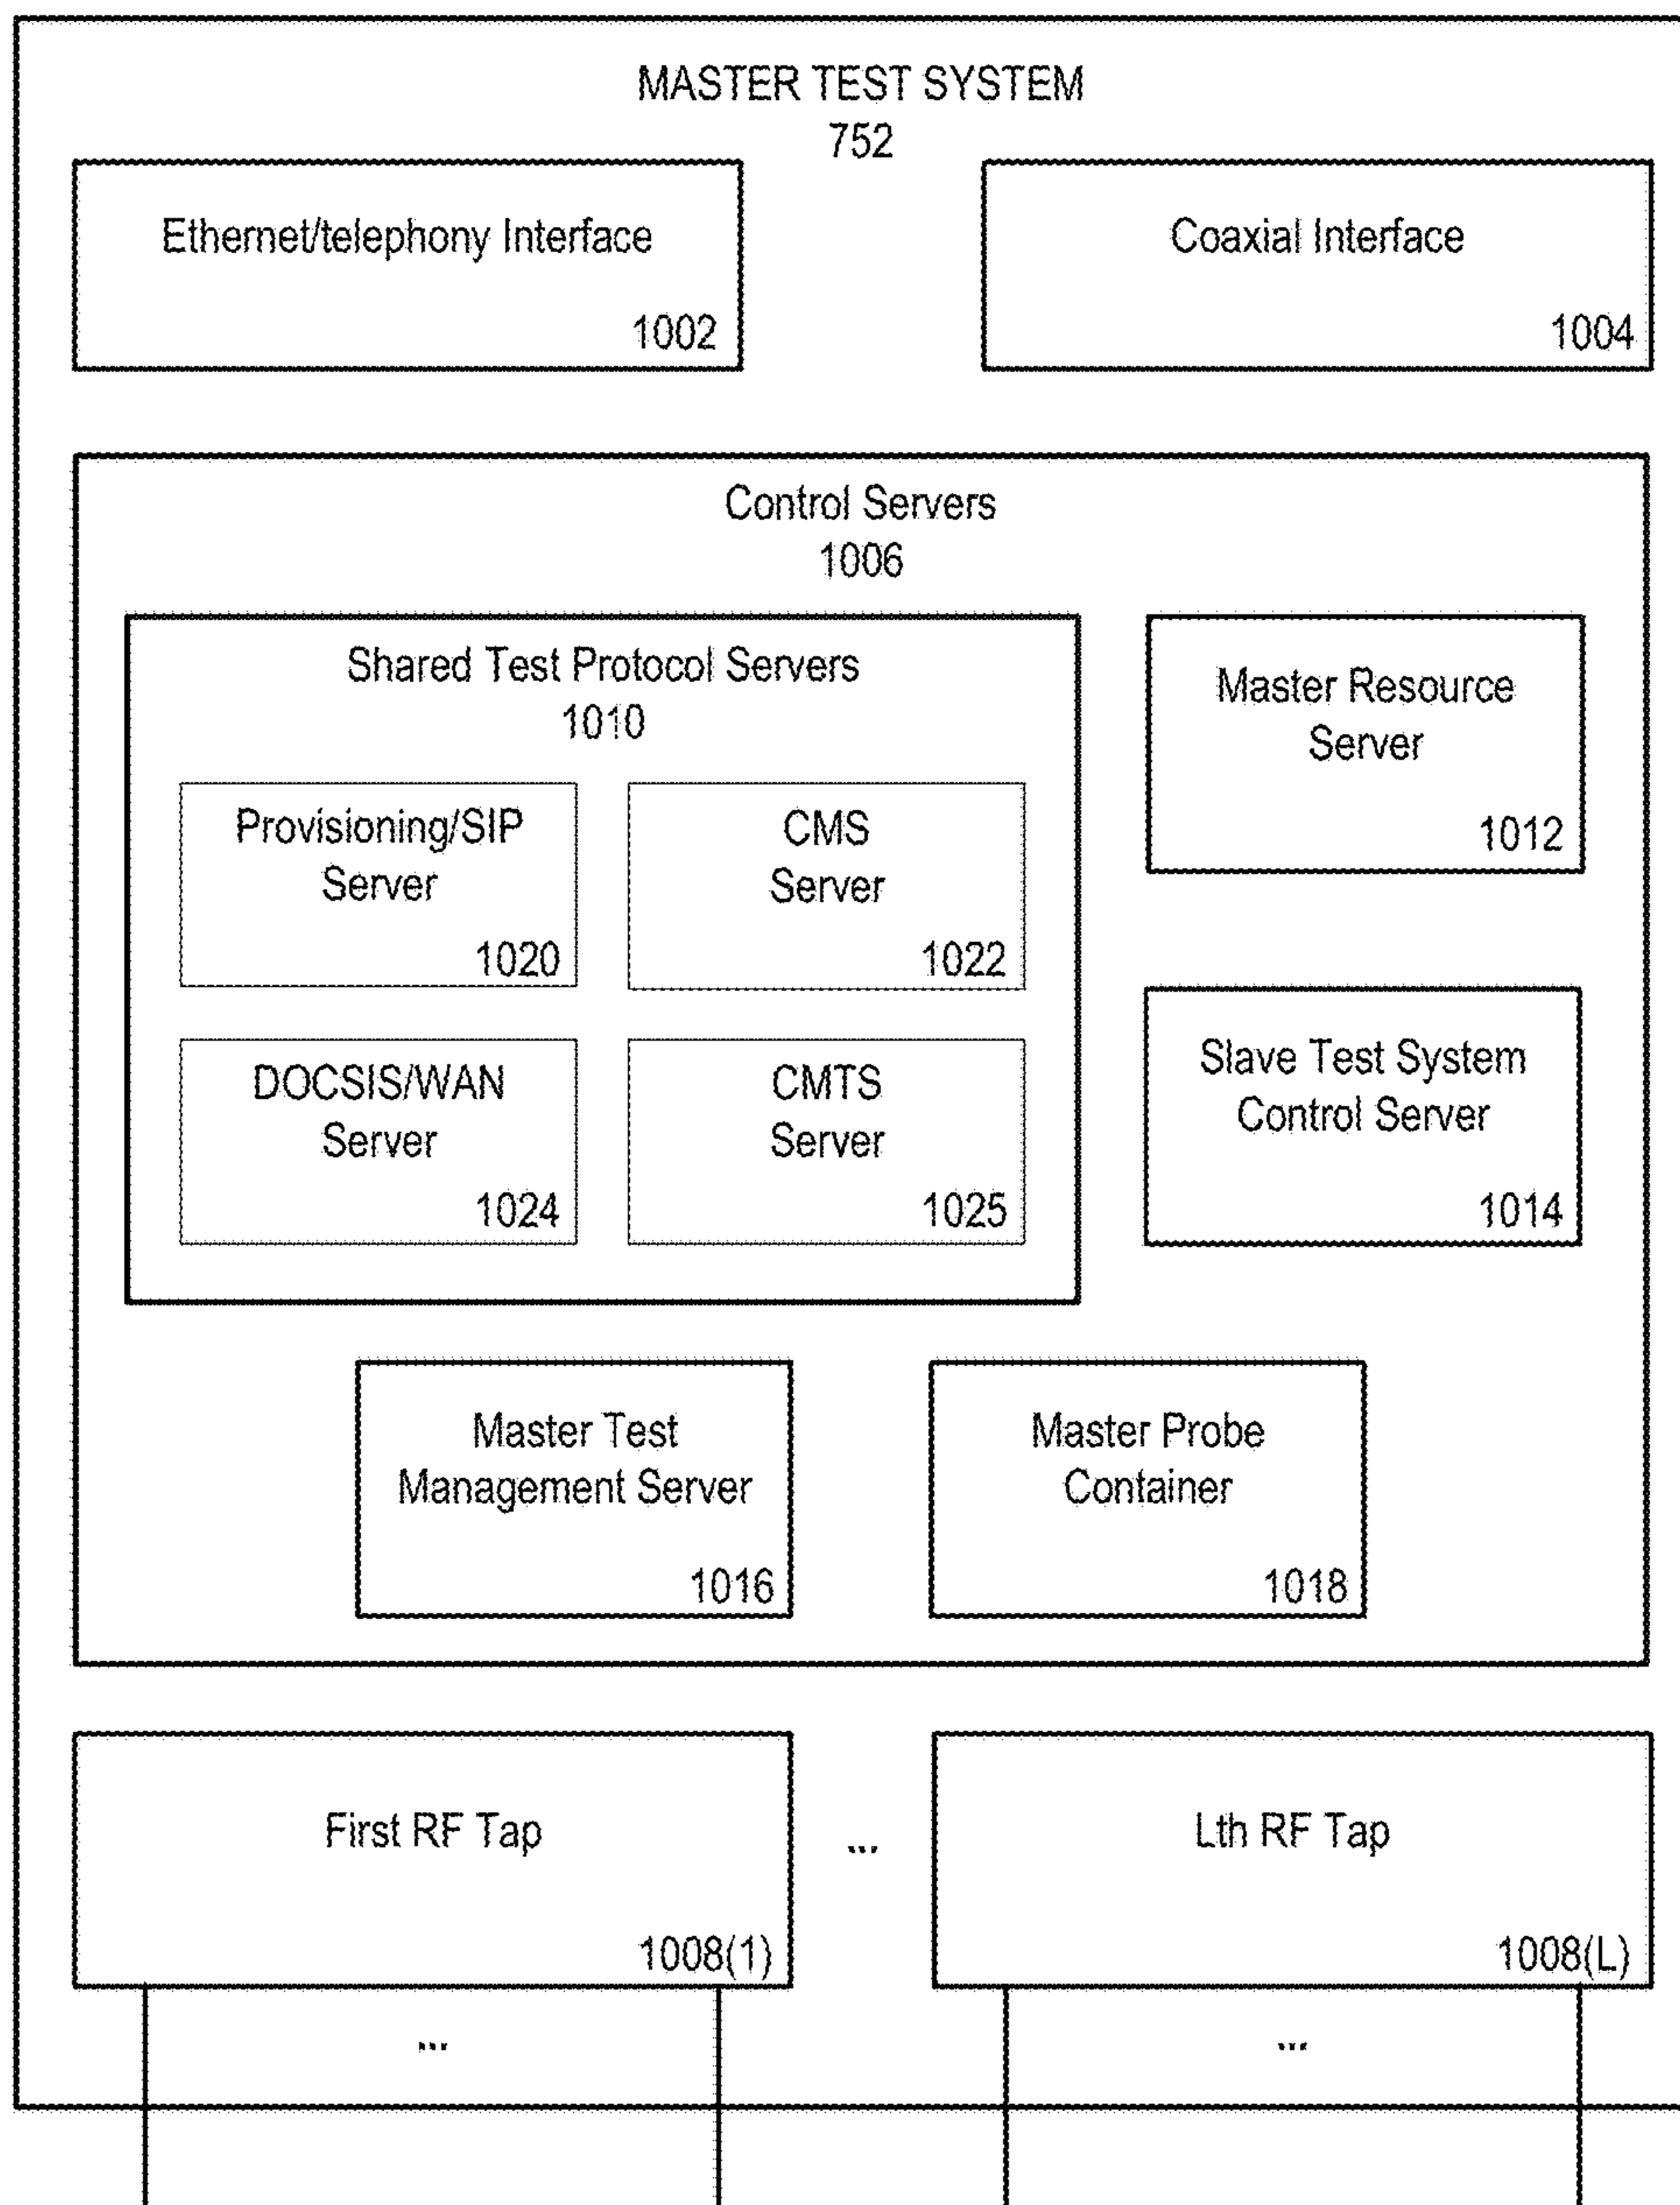 MASTER TEST SYSTEM
752
Ethernet/telephony Interface
1002
Coaxial Interface
1004
Control Servers
1006
Shared Test Protocol Servers
1010
Provisioning/SIP
Server
1020
CMS
Server
1022
DOCSIS/WAN
Server
1024
CMTS
Server
1025
Master Resource
Server
1012
Slave Test System
Control Server
1014
Master Test
Management Server
1016
Master Probe
Container
1018
First RF Tap
1008(1)
...
Lth RF Tap
1008(L)
...
...